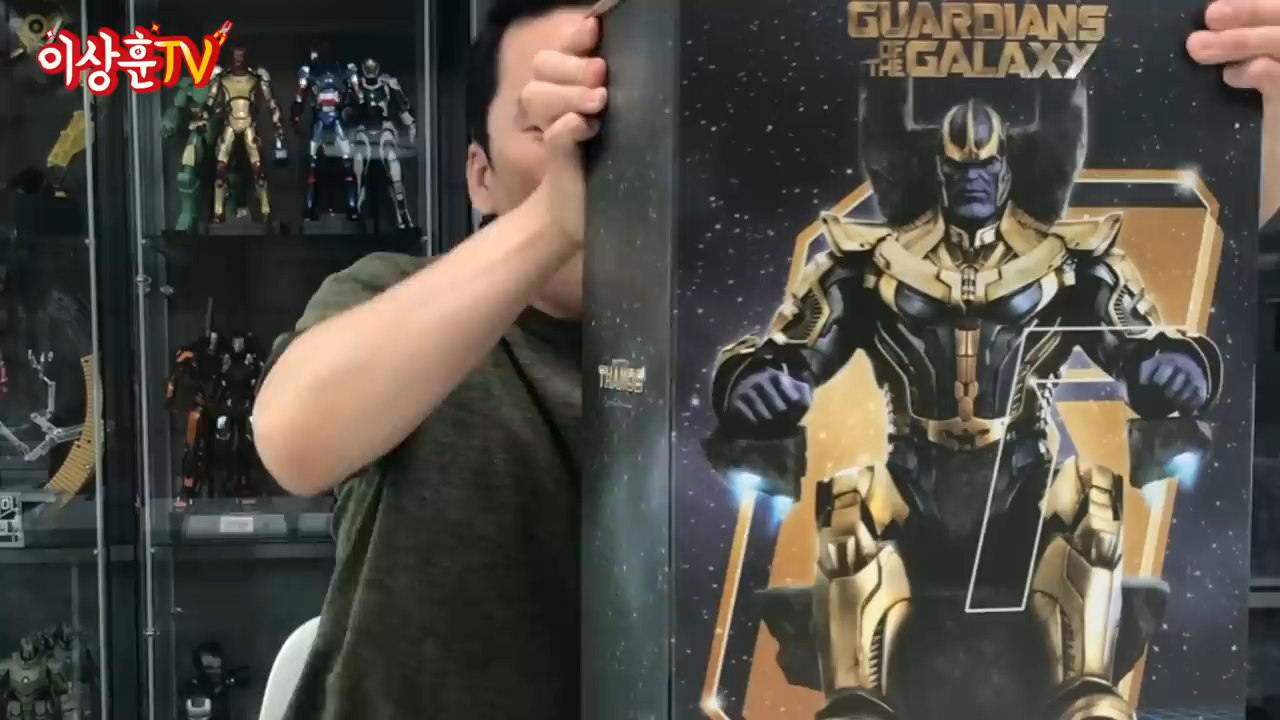 이상훈TV
GUARDIANS
OF
THE GALAXY
THANOS